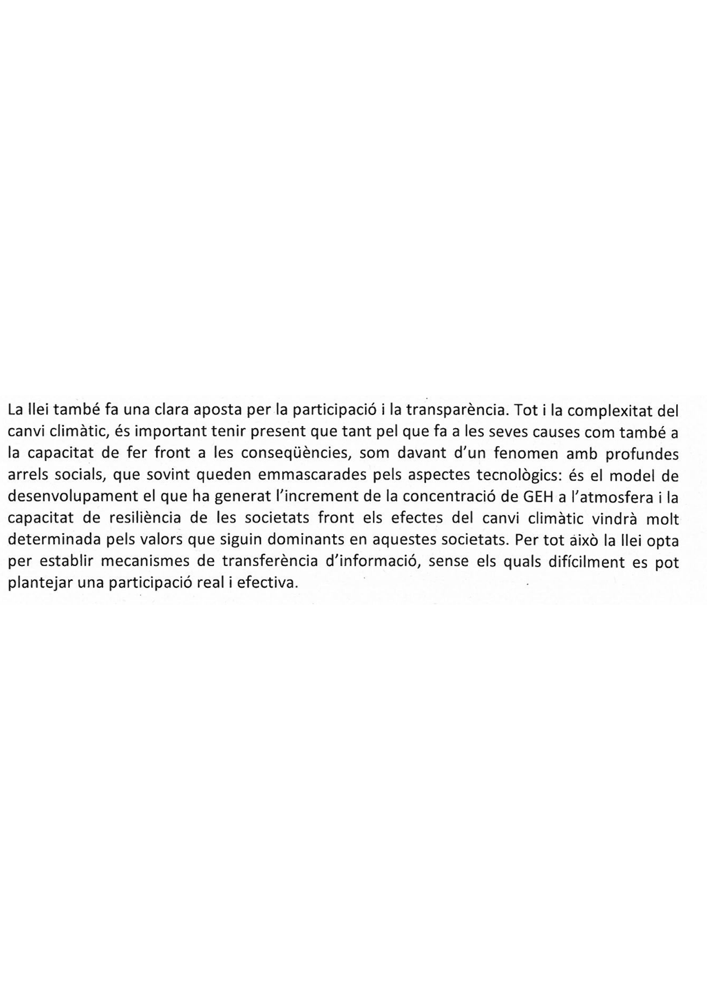 La llei també fa una clara aposta per la participació i la transparència. Tot i la complexitat del
canvi climàtic, és important tenir present que tant pel que fa a les seves causes com també a
la capacitat de fer front a les conseqüències, som davant d'un fenomen amb profundes
arrels socials, que sovint queden emmascarades pels aspectes tecnològics: és el model de
desenvolupament el que ha generat l'increment de la concentració de GEH a l'atmosfera i la
capacitat de resiliència de les societats front els efectes del canvi climàtic vindrà molt
determinada pels valors que siguin dominants en aquestes societats. Per tot això la llei opta
per establir mecanismes de transferència d'informació, sense els quals difícilment es pot
plantejar una participació real i efectiva.